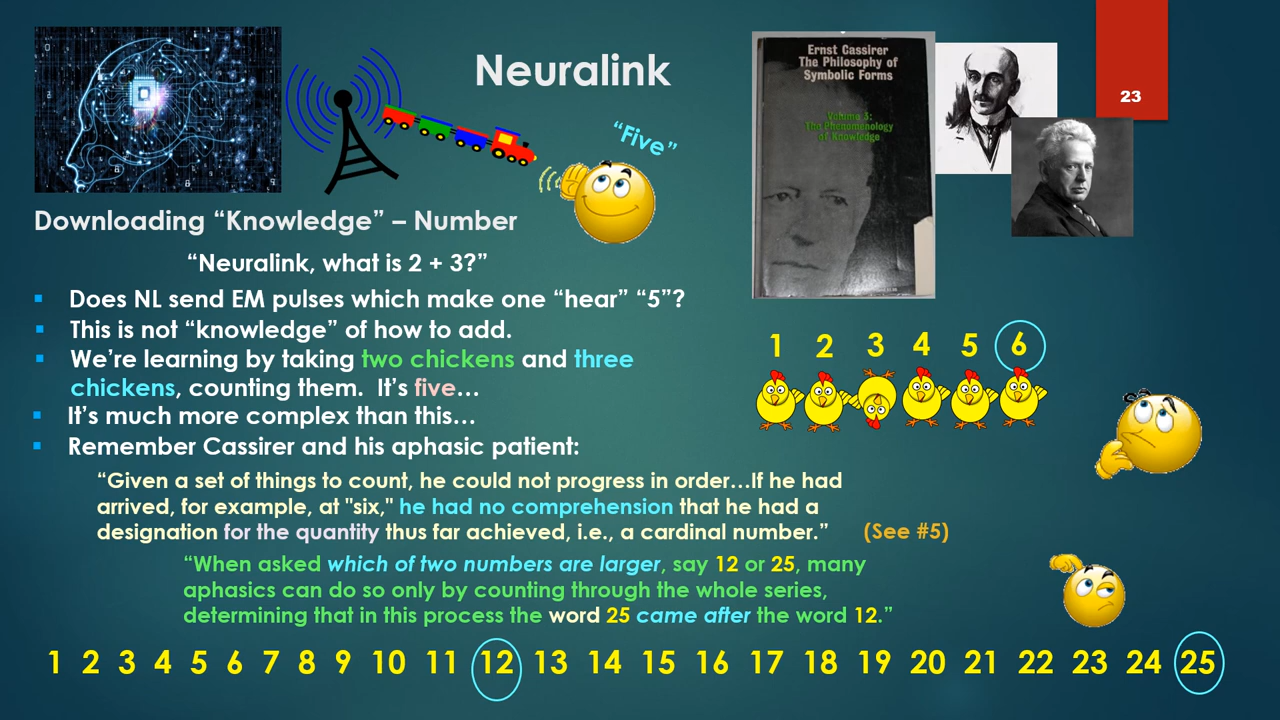 Neuralink
23
Ernst Cassirer
The Philosophy of
Symbolic Forms
Volume 3:
The Phenomenology
of Knowledge
“Five”
Downloading “Knowledge” – Number
“Neuralink, what is 2 + 3?”
Does NL send EM pulses which make one “hear” “5”?
This is not “knowledge” of how to add.
We’re learning by taking two chickens and three
chickens, counting them. It’s five…
It’s much more complex than this…
Remember Cassirer and his aphasic patient:
1 2 3 4 5 6
“Given a set of things to count, he could not progress in order…If he had
arrived, for example, at "six," he had no comprehension that he had a
designation for the quantity thus far achieved, i.e., a cardinal number.” (See #5)
“When asked which of two numbers are larger, say 12 or 25, many
aphasics can do so only by counting through the whole series,
determining that in this process the word 25 came after the word 12.”
1 2 3 4 5 6 7 8 9 10 11 12 13 14 15 16 17 18 19 20 21 22 23 24 25